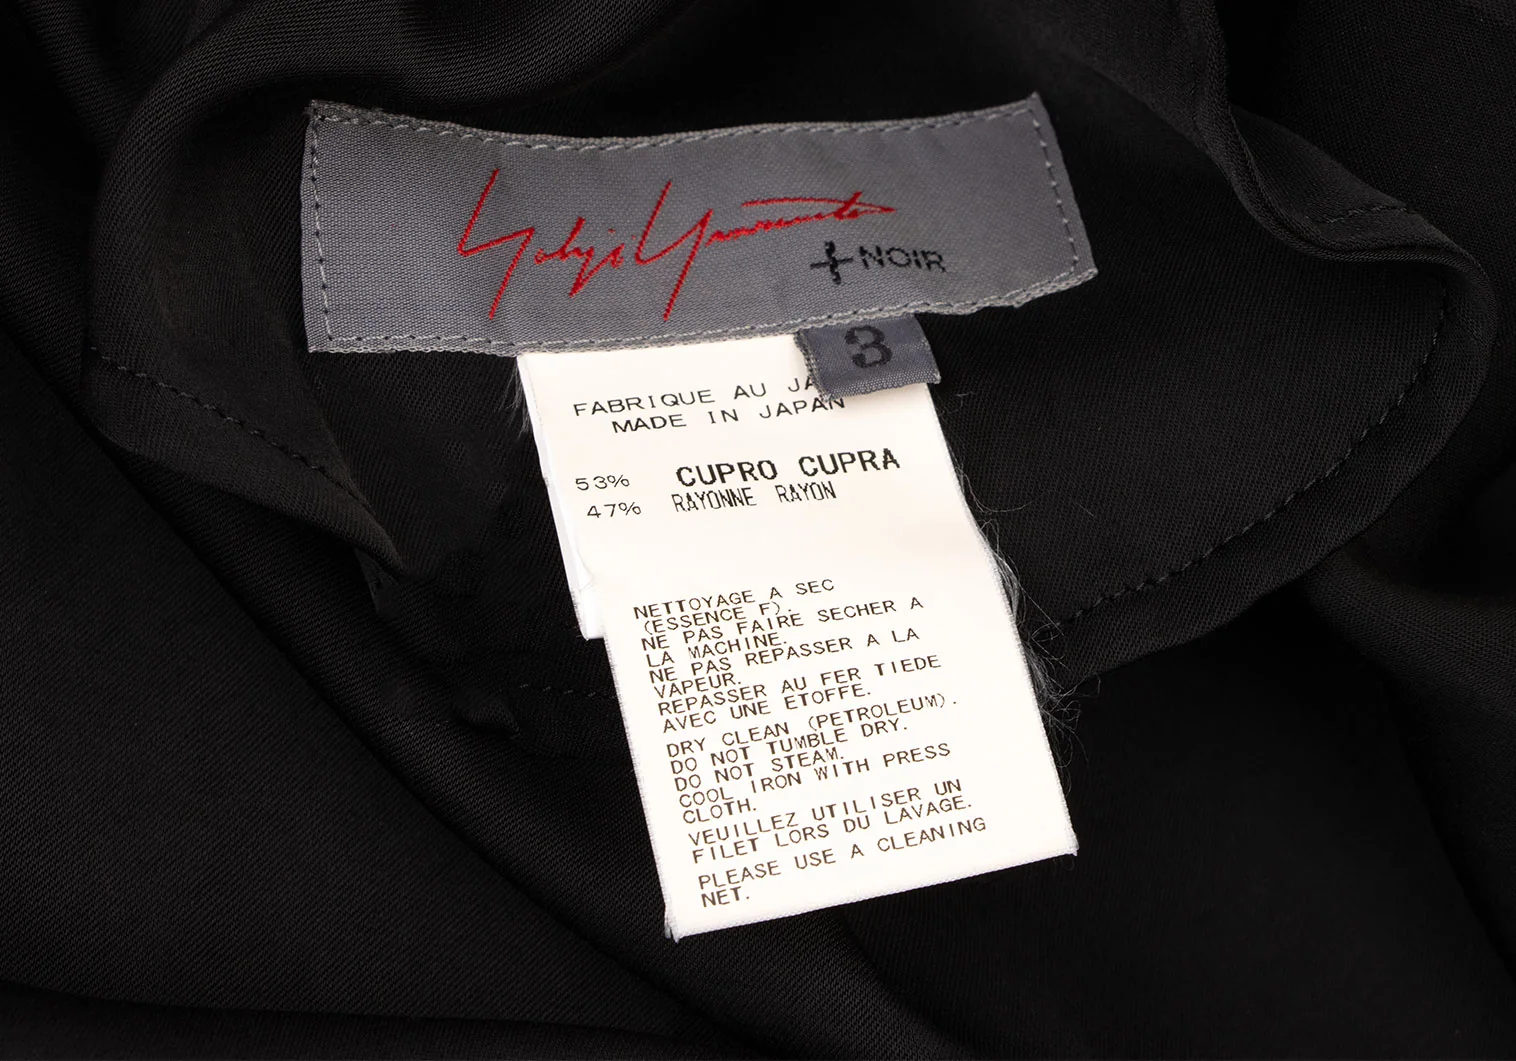 Yohji Yamamoto
+NOIR
3
FABRIQUE AU JA
MADE IN JAPAN
53% CUPRO CUPRA
47% RAYONNE RAYON
NETTOYAGE A SEC
(ESSENCE F).
NE PAS FAIRE SECHER A
LA MACHINE.
NE PAS REPASSER A LA
VAPEUR.
REPASSER AU FER TIEDE
AVEC UNE ETOFFE.
DRY CLEAN (PETROLEUM).
DO NOT TUMBLE DRY.
DO NOT STEAM.
COOL IRON WITH PRESS
CLOTH.
VEUILLEZ UTILISER UN
FILET LORS DU LAVAGE.
PLEASE USE A CLEANING
NET.